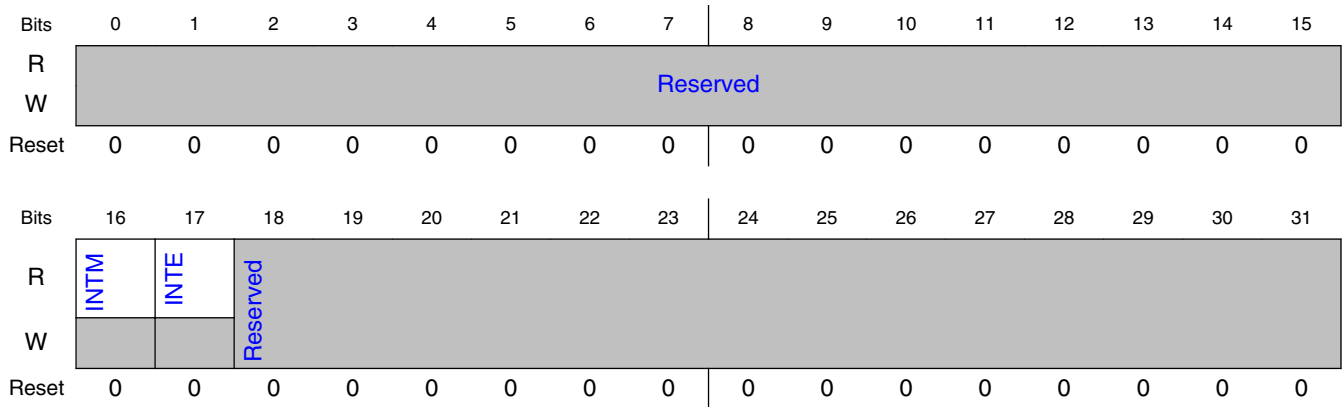 Bits 0 1 2 3 4 5 6 7 8 9 10 11 12 13 14 15
R
Reserved
W
Reset 0 0 0 0 0 0 0 0 0 0 0 0 0 0 0 0
Bits 16 17 18 19 20 21 22 23 24 25 26 27 28 29 30 31
R INTM INTE Reserved
W
Reset 0 0 0 0 0 0 0 0 0 0 0 0 0 0 0 0